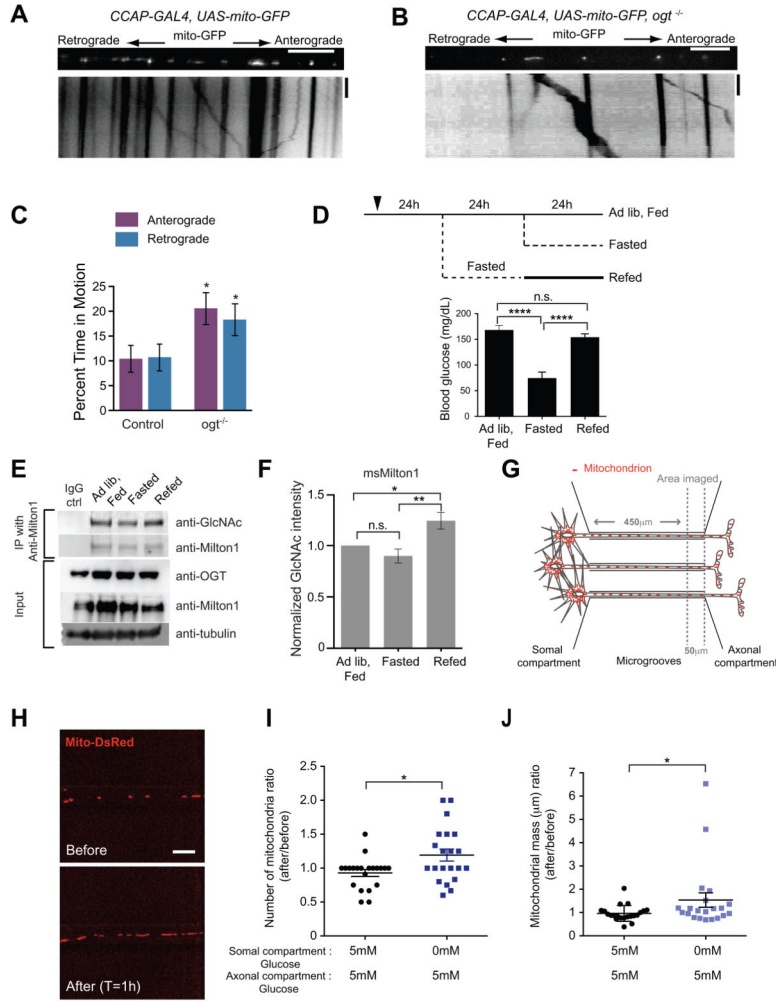 A
CCAP-GAL4, UAS-mito-GFP
Retrograde mito-GFP Anterograde
B
CCAP-GAL4, UAS-mito-GFP, ogt -/-
Retrograde mito-GFP Anterograde
C
Anterograde
Retrograde
Percent Time in Motion
25
20
15
10
5
0
* *
Control ogt-/-
D
24h 24h 24h
Ad lib, Fed
Fasted
Fasted
Refed
n.s.
**** ****
Blood glucose (mg/dL)
200
150
100
50
0
Ad lib, Fed Fasted Refed
E
IgG ctrl
Ad lib, Fed
Fasted
Refed
IP with Anti-Milton1
anti-GlcNAc
anti-Milton1
Input
anti-OGT
anti-Milton1
anti-tubulin
F
msMilton1
*
**
n.s.
Normalized GlcNAc intensity
1.5
1.0
0.5
0
Ad lib, Fed Fasted Refed
G
Mitochondrion
Area imaged
450μm
50μm
Somal compartment
Microgrooves
Axonal compartment
H
Mito-DsRed
Before
After (T=1h)
I
*
Number of mitochondria ratio (after/before)
2.5
2.0
1.5
1.0
0.5
0
Somal compartment : Glucose 5mM 0mM
Axonal compartment : Glucose 5mM 5mM
J
*
Mitochondrial mass (μm) ratio (after/before)
7
6
5
4
3
2
1
0
5mM 0mM
5mM 5mM